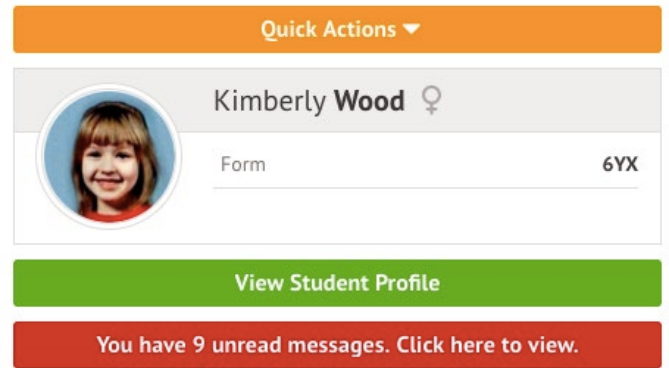 Quick Actions
Kimberly Wood
Form 6YX
View Student Profile
You have 9 unread messages. Click here to view.